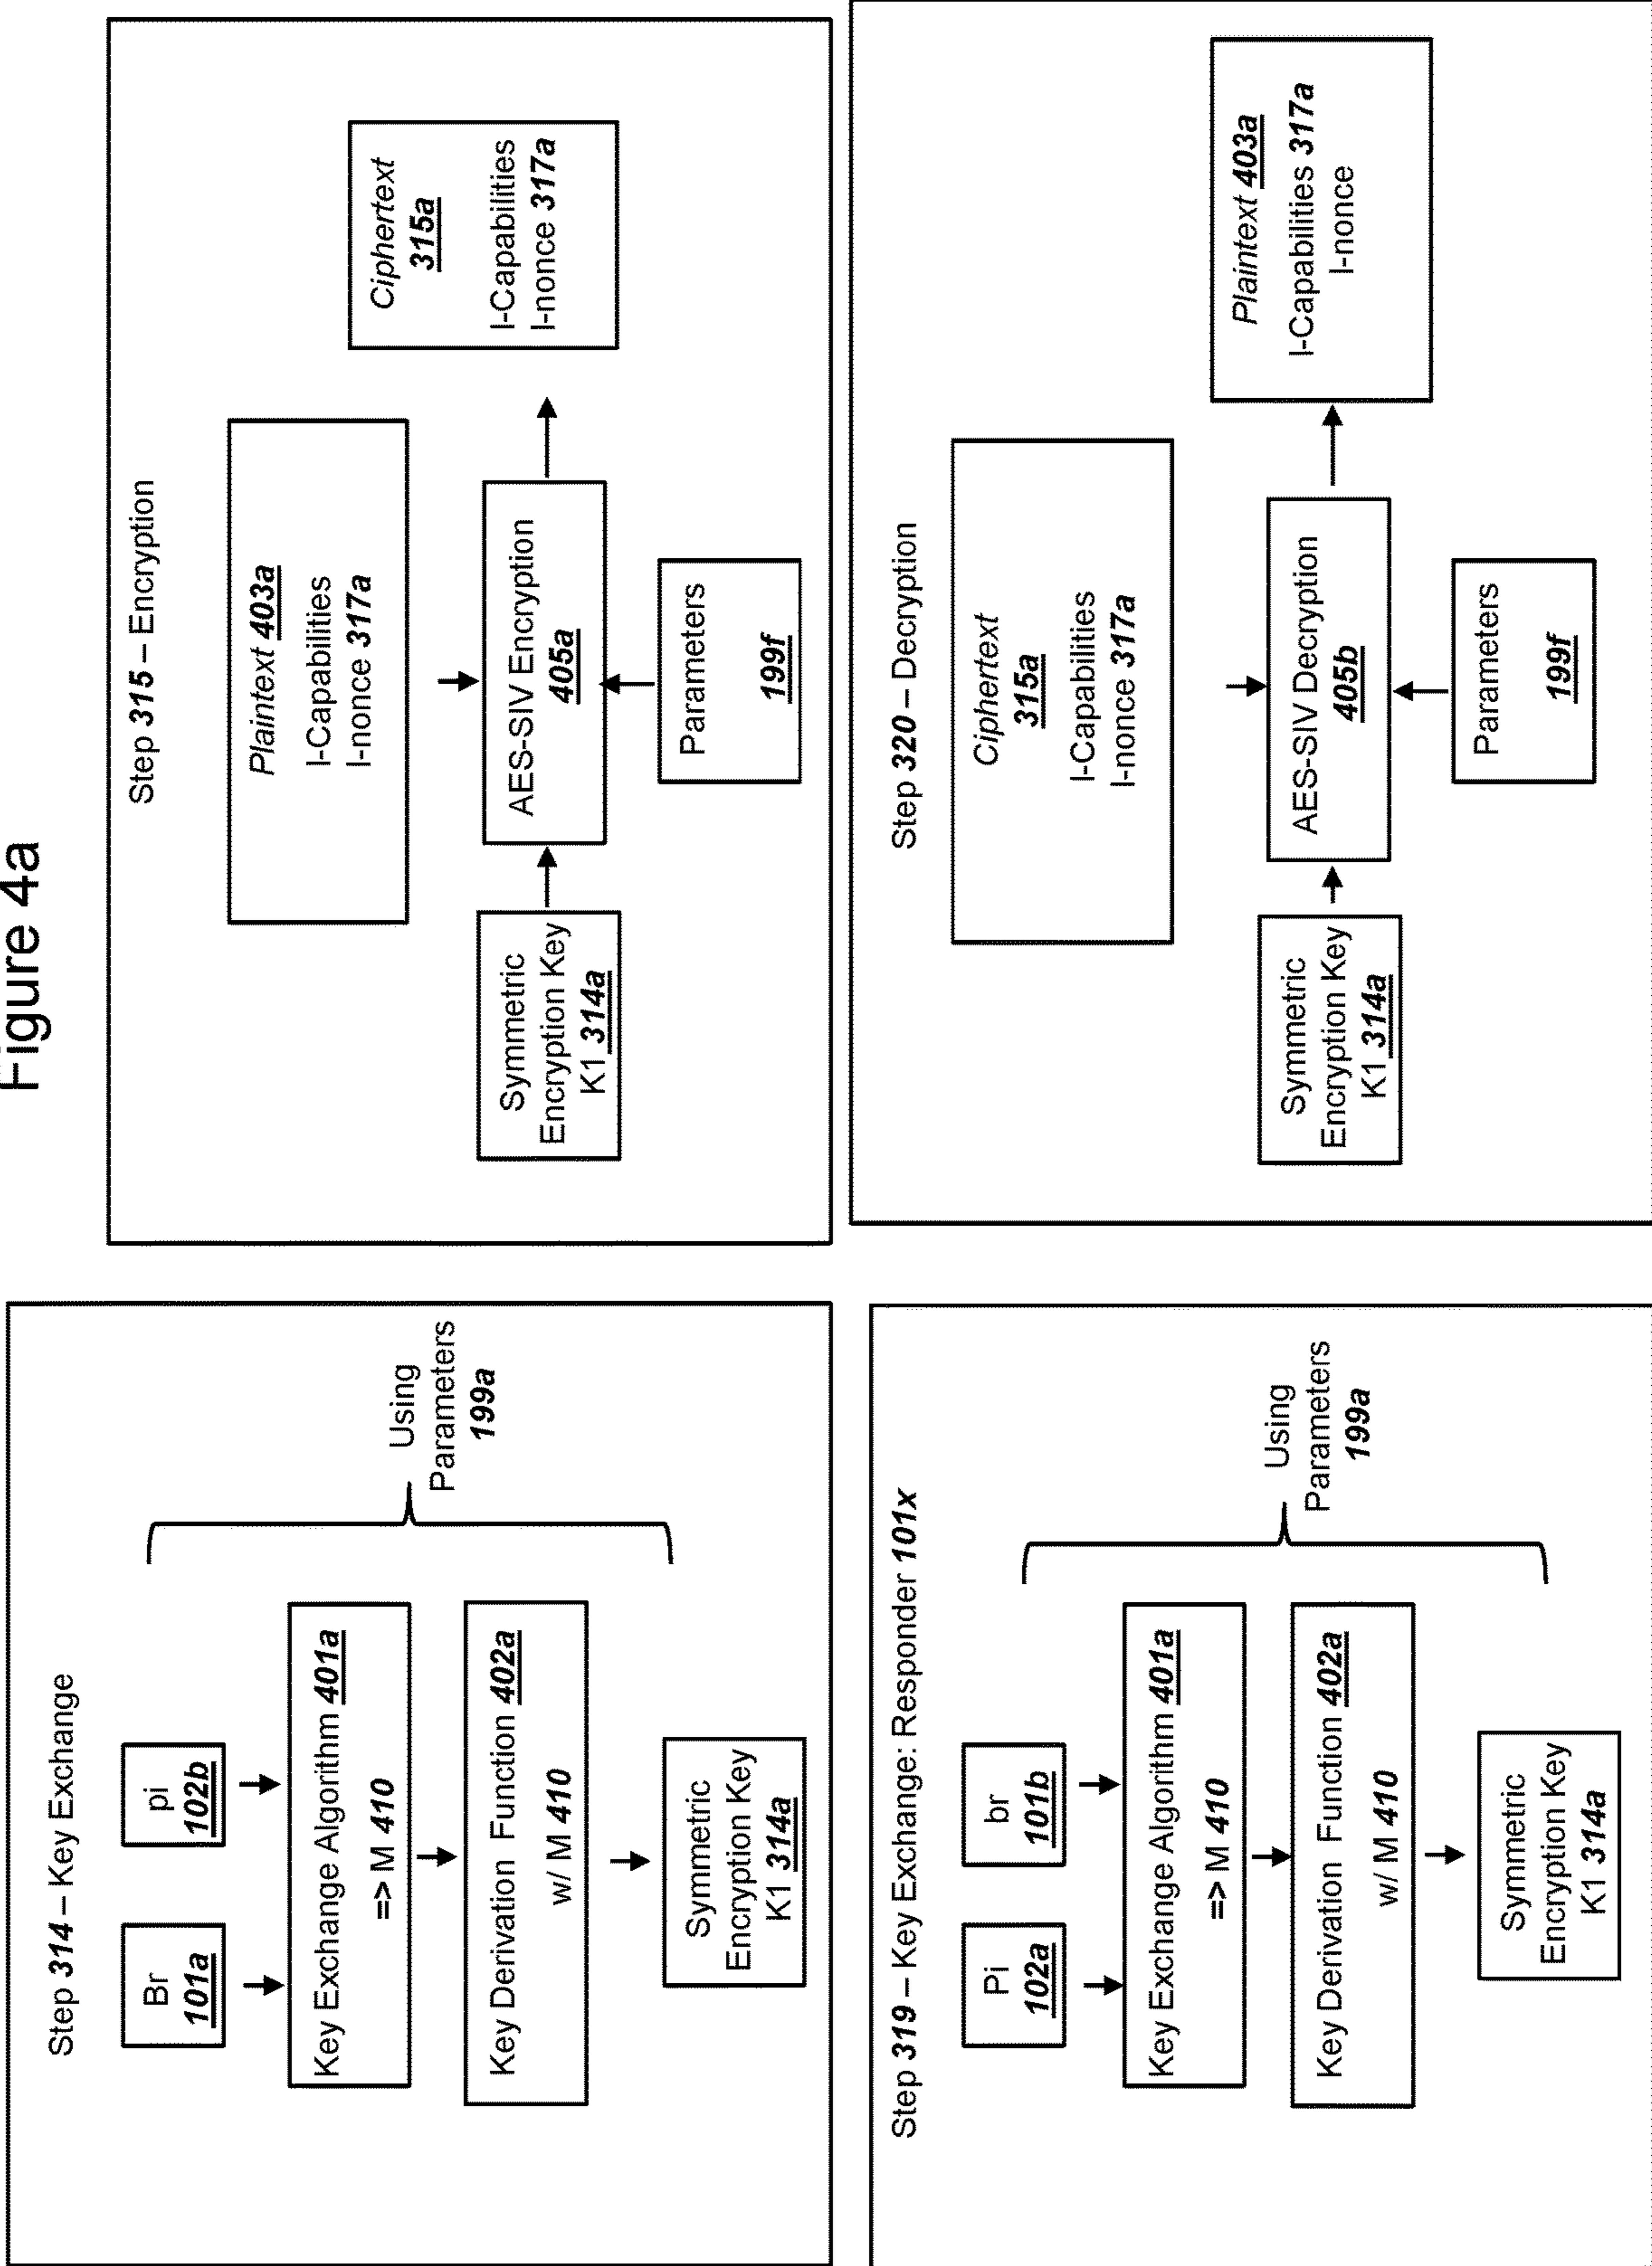 Figure 4a
Step 314 – Key Exchange
Br
101a
pi
102b
Key Exchange Algorithm 401a
=> M 410
Key Derivation Function 402a
w/ M 410
Symmetric
Encryption Key
K1 314a
Using
Parameters
199a
Step 315 – Encryption
Plaintext 403a
I-Capabilities
I-nonce 317a
Symmetric
Encryption Key
K1 314a
AES-SIV Encryption
405a
Parameters
199f
Ciphertext
315a
I-Capabilities
I-nonce 317a
Step 319 – Key Exchange: Responder 101x
Pi
102a
br
101b
Key Exchange Algorithm 401a
=> M 410
Key Derivation Function 402a
w/ M 410
Symmetric
Encryption Key
K1 314a
Using
Parameters
199a
Step 320 – Decryption
Ciphertext
315a
I-Capabilities
I-nonce 317a
Symmetric
Encryption Key
K1 314a
AES-SIV Decryption
405b
Parameters
199f
Plaintext 403a
I-Capabilities 317a
I-nonce